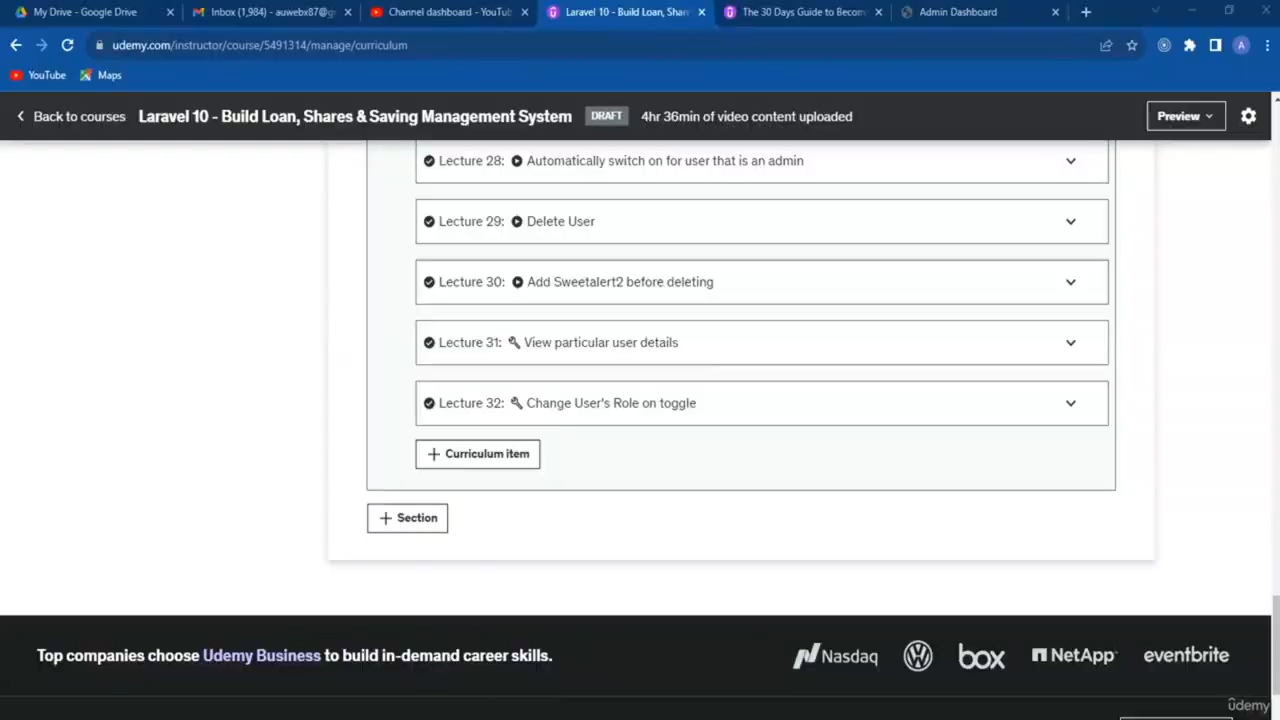 My Drive - Google Drive
Inbox (1,984) - auwebx87@g
Channel dashboard - YouTub
Laravel 10 - Build Loan, Shar
The 30 Days Guide to Becom
Admin Dashboard
udemy.com/instructor/course/5491314/manage/curriculum
A
YouTube
Maps
Back to courses
Laravel 10 - Build Loan, Shares & Saving Management System
DRAFT
4hr 36min of video content uploaded
Preview
Lecture 28: Automatically switch on for user that is an admin
Lecture 29: Delete User
Lecture 30: Add Sweetalert2 before deleting
Lecture 31: View particular user details
Lecture 32: Change User's Role on toggle
+ Curriculum item
+ Section
Top companies choose Udemy Business to build in-demand career skills.
Nasdaq
box
NetApp
eventbrite
ûdemy